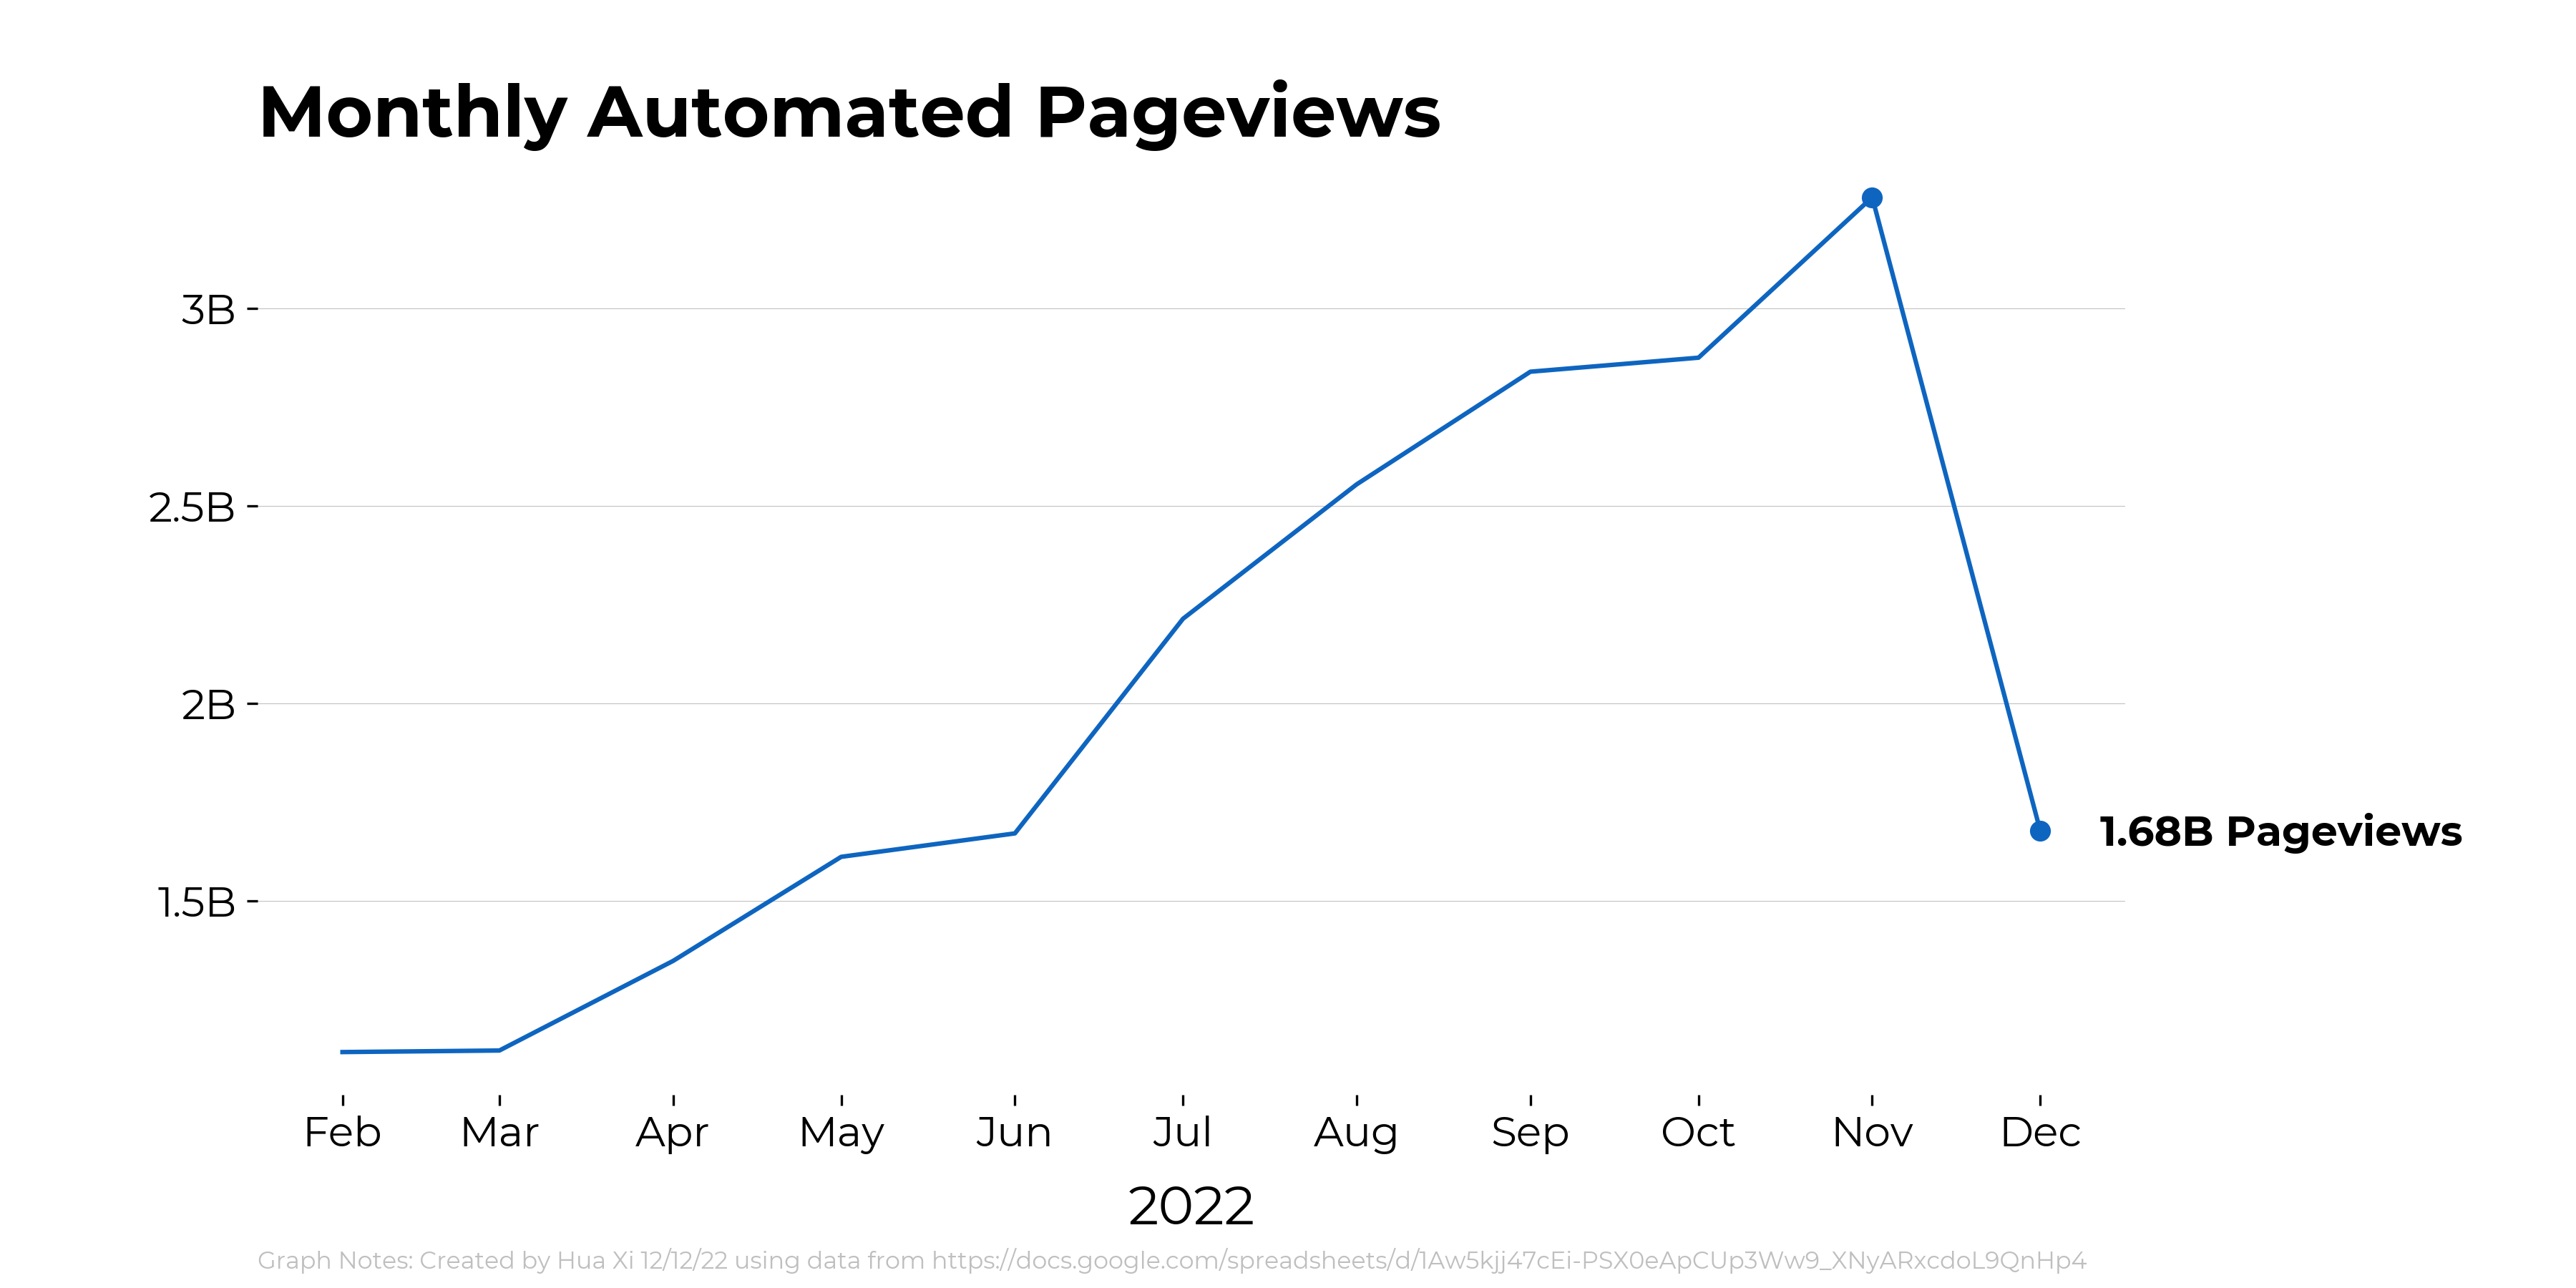 Monthly Automated Pageviews
3B
2.5B
2B
1.68B Pageviews
1.5B
Feb Mar Apr May Jun Jul Aug Sep Oct Nov Dec
2022
Graph Notes: Created by Hua Xi 12/12/22 using data from https://docs.google.com/spreadsheets/d/1Aw5kjj47cEi-PSX0eApCUp3Ww9_XNyARxcdoL9QnHp4